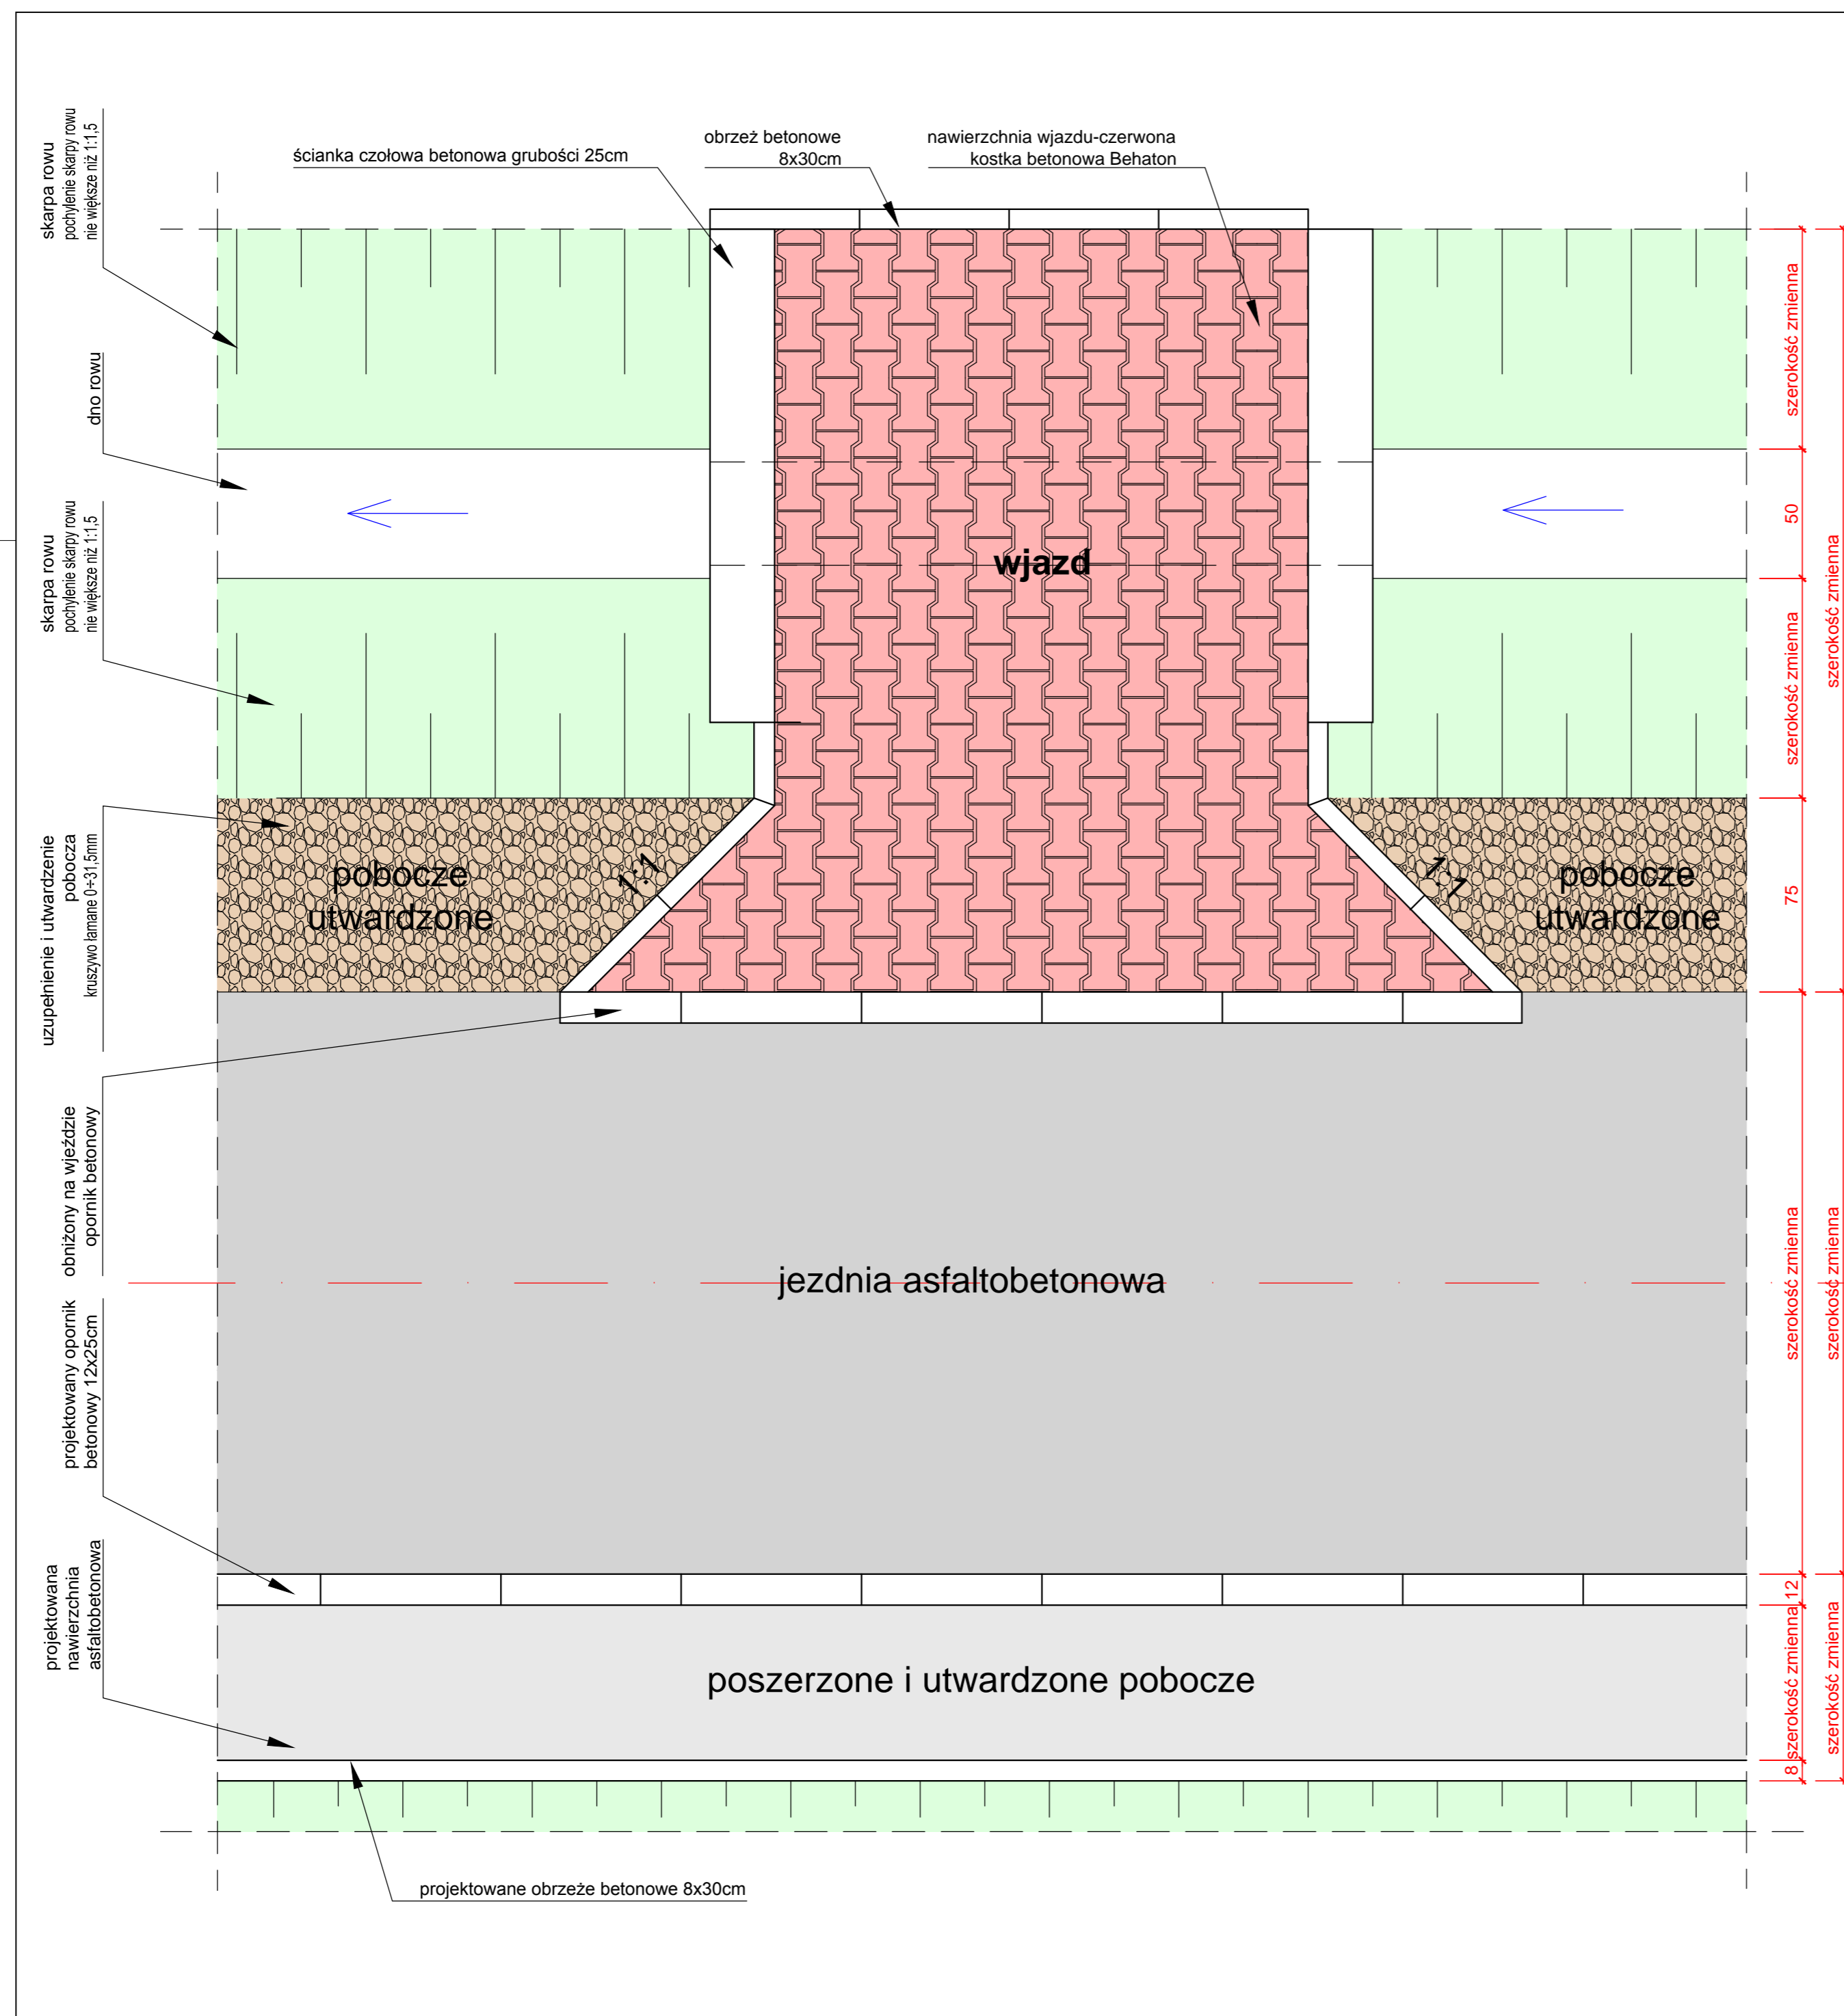 skarpa rowu
pochylenie skarpy rowu
nie większe niż 1:1,5
dno rowu
skarpa rowu
pochylenie skarpy rowu
nie większe niż 1:1,5
uzupełnienie i utwardzenie
pobocza
kruszywo łamane 0÷31,5mm
obniżony na wjeździe
opornik betonowy
projektowany opornik
betonowy 12x25cm
projektowana
nawierzchnia
asfaltobetonowa
ścianka czołowa betonowa grubości 25cm
obrzeż betonowe
8x30cm
nawierzchnia wjazdu-czerwona
kostka betonowa Behaton
wjazd
pobocze
utwardzone
1:1
1:1
pobocze
utwardzone
jezdnia asfaltobetonowa
poszerzone i utwardzone pobocze
projektowane obrzeże betonowe 8x30cm
szerokość zmienna
50
szerokość zmienna
75
szerokość zmienna
12
szerokość zmienna
8
szerokość zmienna
szerokość zmienna
szerokość zmienna